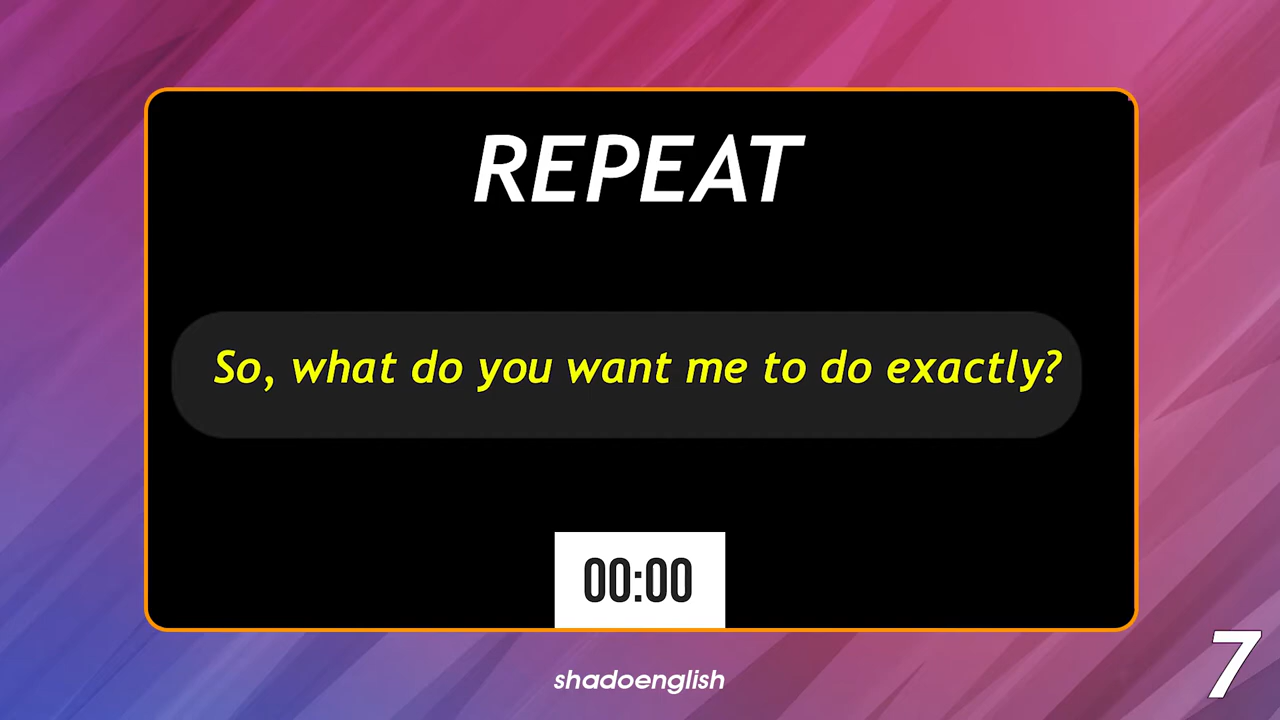 REPEAT
So, what do you want me to do exactly?
00:00
shadoenglish
7